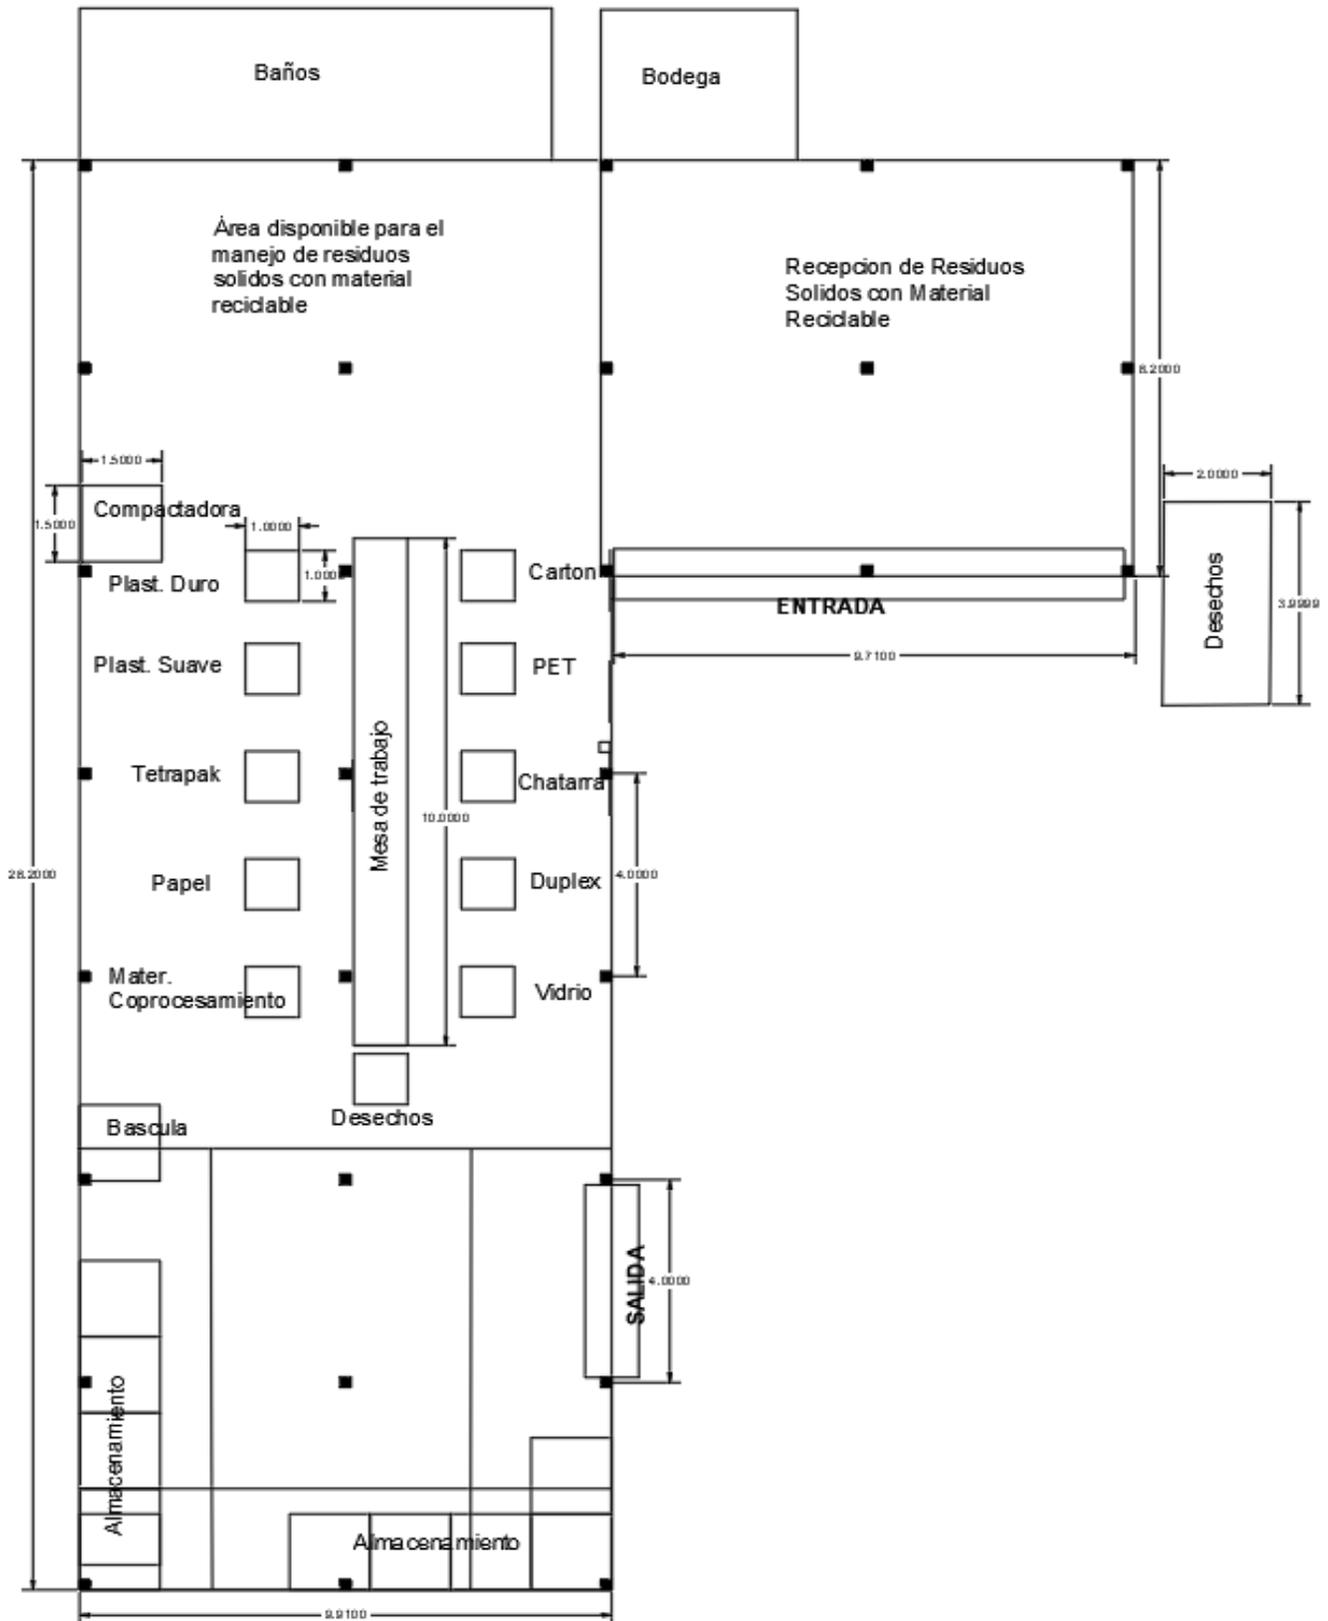 Baños
Bodega
Área disponible para el
manejo de residuos
solidos con material
reciclable
Recepcion de Residuos
Solidos con Material
Reciclable
8.2000
1.5000
2.0000
Compactadora
1.5000
1.0000
1.000
Plast. Duro
Carton
ENTRADA
Desechos
3.9999
Plast. Suave
PET
9.7100
Tetrapak
Mesa de trabajo
Chatarra
10.0000
28.2000
Papel
Duplex
4.0000
Mater.
Coprocesamiento
Vidrio
Bascula
Desechos
SALIDA
4.0000
Almacenamiento
Almacenamiento
9.9100